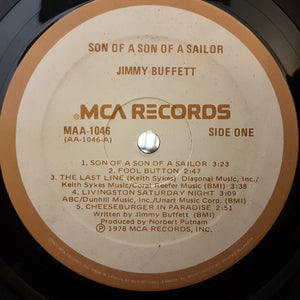 SON OF A SON OF A SAILOR
JIMMY BUFFETT
®MCA RECORDS
MAA-1046
(AA-1046-A)
SIDE ONE
1. SON OF A SON OF A SAILOR 3:23
2. FOOL BUTTON 2:47
3. THE LAST LINE (Keith Sykes) Diagonal Music, Inc./
Keith Sykes Music/Coral Reefer Music (BMI) 3:38
4. LIVINGSTON SATURDAY NIGHT 3:09
ABC/Dunhill Music, Inc./Unart Music Corp. (BMI)
5. CHEESEBURGER IN PARADISE 2:51
Written by Jimmy Buffett (BMI)
Produced by Norbert Putnam
℗ 1978 MCA RECORDS, INC.